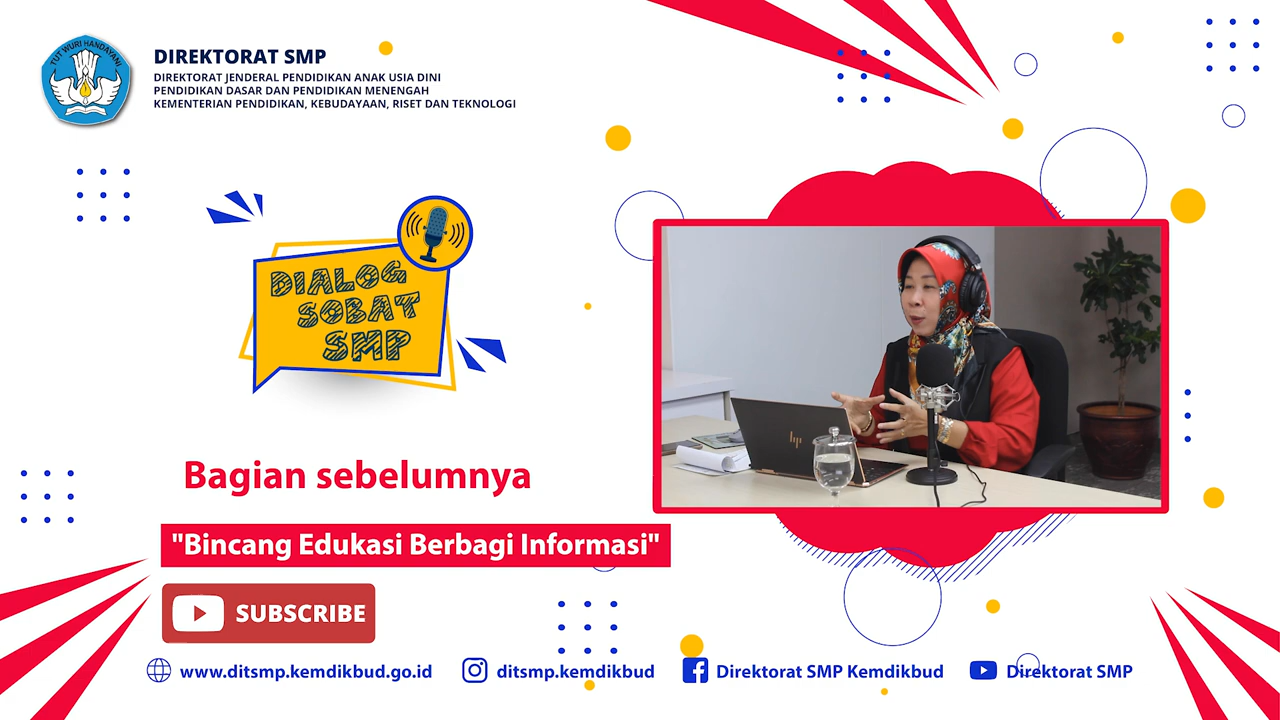 TUT WURI HANDAYANI
DIREKTORAT SMP
DIREKTORAT JENDERAL PENDIDIKAN ANAK USIA DINI
PENDIDIKAN DASAR DAN PENDIDIKAN MENENGAH
KEMENTERIAN PENDIDIKAN, KEBUDAYAAN, RISET DAN TEKNOLOGI
DIALOG
SOBAT
SMP
hp
Bagian sebelumnya
"Bincang Edukasi Berbagi Informasi"
SUBSCRIBE
www.ditsmp.kemdikbud.go.id
ditsmp.kemdikbud
Direktorat SMP Kemdikbud
Direktorat SMP